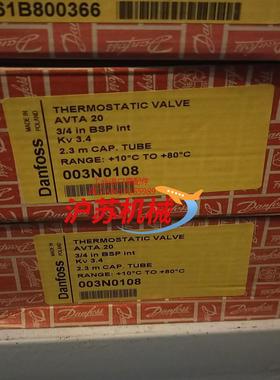 61B800366
MADE IN POLAND
Danfoss
THERMOSTATIC VALVE
AVTA 20
3/4 in BSP int
Kv 3.4
2.3 m CAP. TUBE
RANGE: +10°C TO +80°C
003N0108
沪苏机械
MADE IN POLAND
Danfoss
THERMOSTATIC VALVE
AVTA 20
3/4 in BSP int
Kv 3.4
2.3 m CAP. TUBE
RANGE: +10°C TO +80°C
003N0108
Danfoss